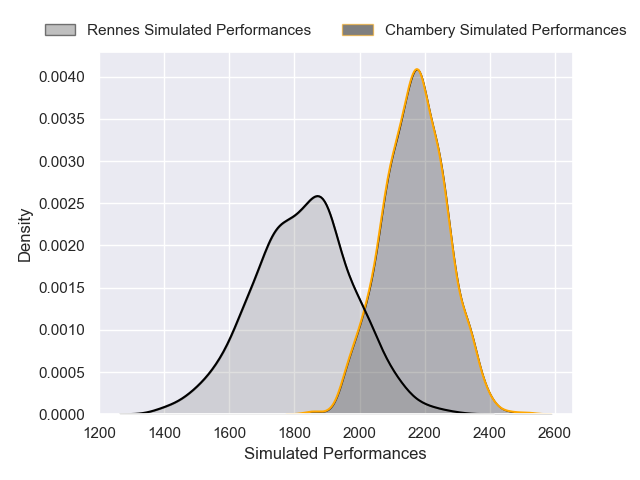 Rennes Simulated Performances
Chambery Simulated Performances
0.0040
0.0035
0.0030
0.0025
0.0020
0.0015
0.0010
0.0005
0.0000
Density
1200 1400 1600 1800 2000 2200 2400 2600
Simulated Performances